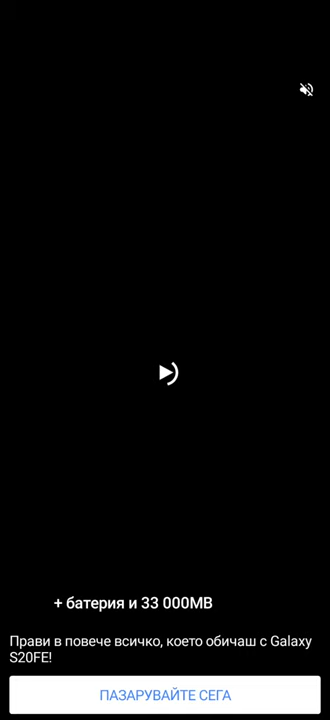 + батерия и 33 000MB
Прави в повече всичко, което обичаш с Galaxy
S20FE!
ПАЗАРУВАЙТЕ СЕГА